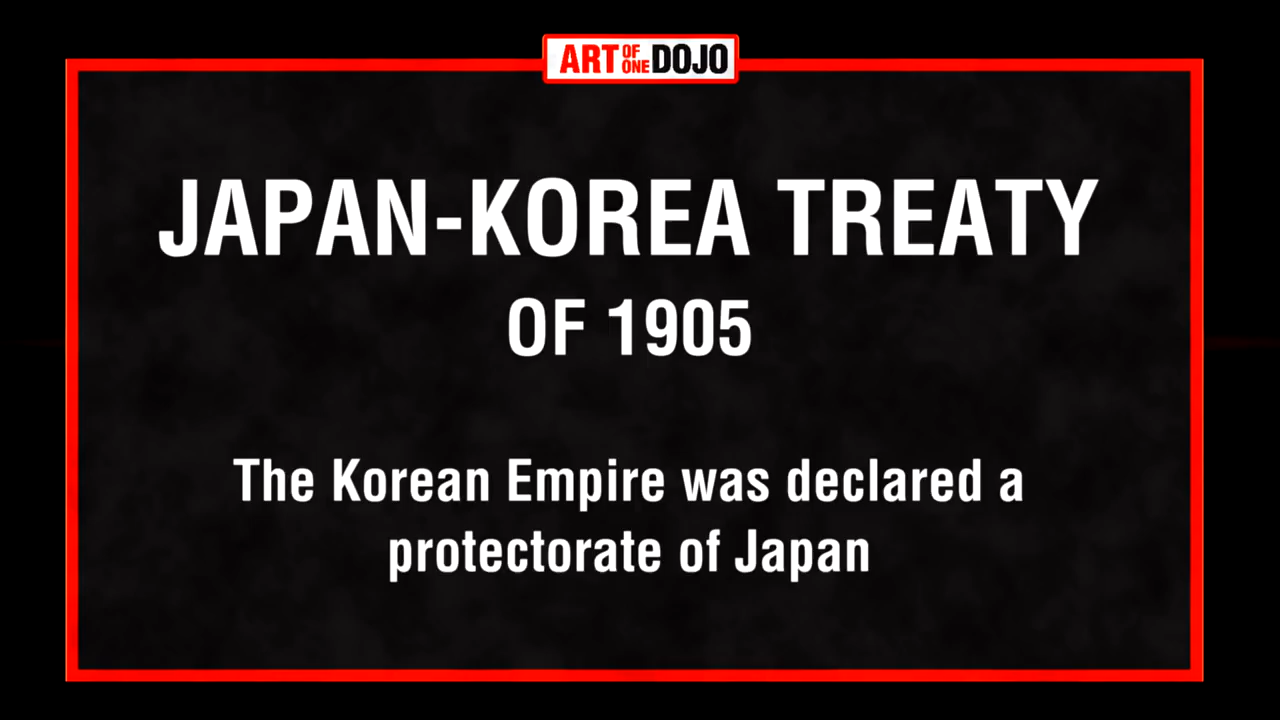 ART OF ONE DOJO
JAPAN-KOREA TREATY
OF 1905
The Korean Empire was declared a
protectorate of Japan